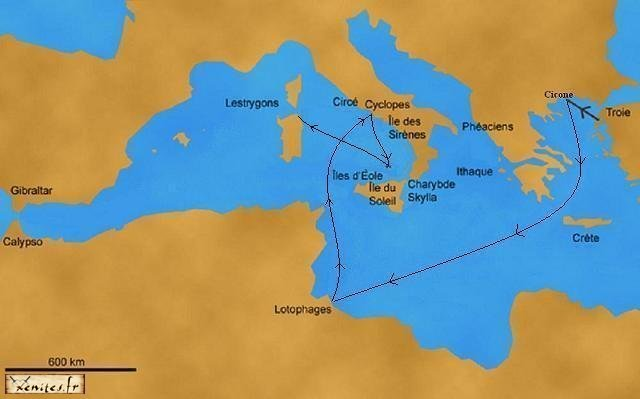 Cicone
Troie
Lestrygons
Circé
Cyclopes
Île des
Sirènes
Phéaciens
Îles d'Éole
Île du
Soleil
Charybde
Skylla
Ithaque
Gibraltar
Calypso
Crète
Lotophages
600 km
Xenites.fr